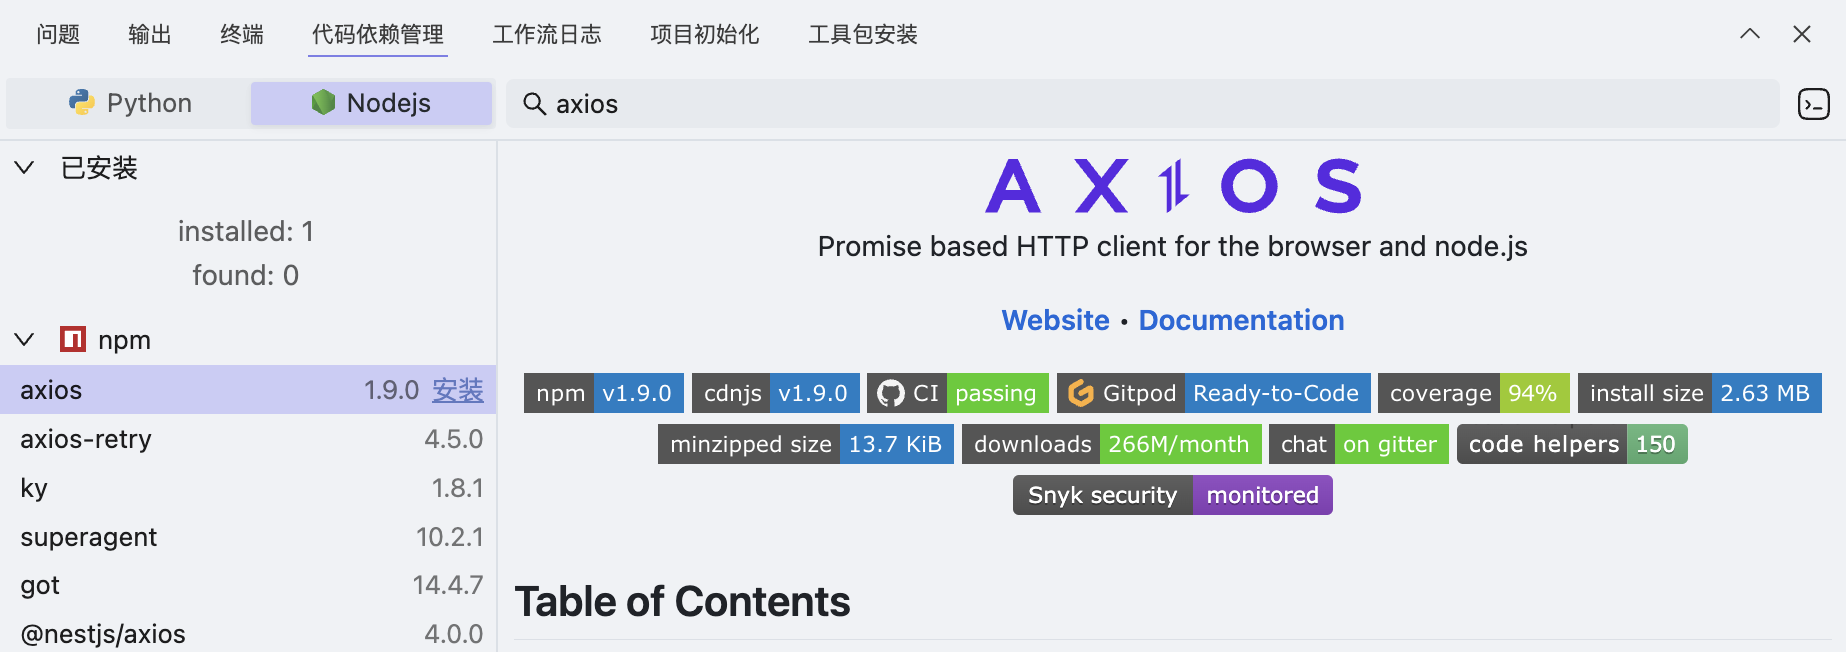 问题 输出 终端 代码依赖管理 工作流日志 项目初始化 工具包安装
Python Nodejs axios
已安装
installed: 1
found: 0
npm
axios 1.9.0 安装
axios-retry 4.5.0
ky 1.8.1
superagent 10.2.1
got 14.4.7
@nestjs/axios 4.0.0
AXIOS
Promise based HTTP client for the browser and node.js
Website • Documentation
npm v1.9.0 cdnjs v1.9.0 CI passing Gitpod Ready-to-Code coverage 94% install size 2.63 MB
minzipped size 13.7 KiB downloads 266M/month chat on gitter code helpers 150
Snyk security monitored
Table of Contents